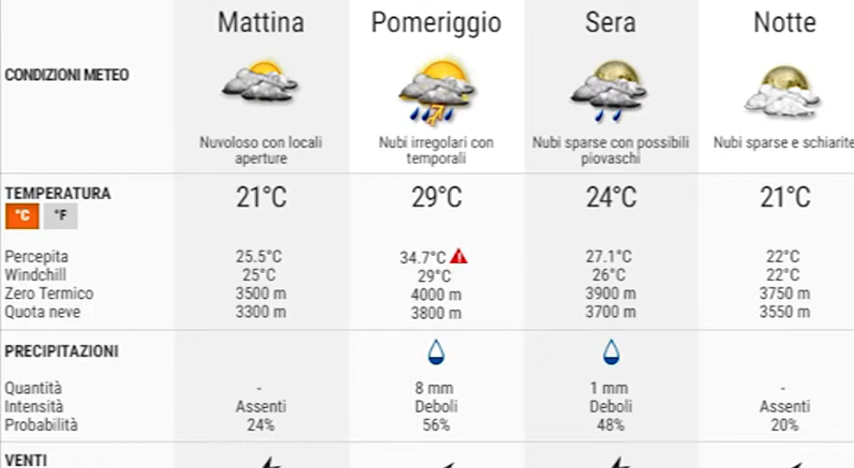 Mattina Pomeriggio Sera Notte
CONDIZIONI METEO
Nuvoloso con locali aperture
Nubi irregolari con temporali
Nubi sparse con possibili piovaschi
Nubi sparse e schiarite
TEMPERATURA 21°C 29°C 24°C 21°C
°C °F
Percepita 25.5°C 34.7°C 27.1°C 22°C
Windchill 25°C 29°C 26°C 22°C
Zero Termico 3500 m 4000 m 3900 m 3750 m
Quota neve 3300 m 3800 m 3700 m 3550 m
PRECIPITAZIONI
Quantità - 8 mm 1 mm -
Intensità Assenti Deboli Deboli Assenti
Probabilità 24% 56% 48% 20%
VENTI